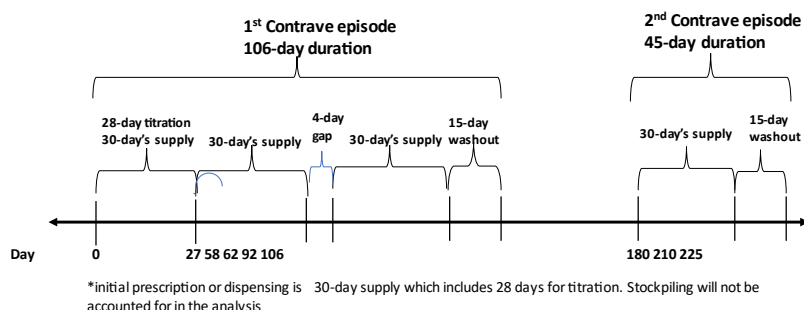 1st Contrave episode
106-day duration
2nd Contrave episode
45-day duration
28-day titration
30-day's supply
30-day's supply
4-day
gap
30-day's supply
15-day
washout
30-day's supply
15-day
washout
Day
0
27 58 62 92 106
180 210 225
*initial prescription or dispensing is 30-day supply which includes 28 days for titration. Stockpiling will not be
accounted for in the analysis